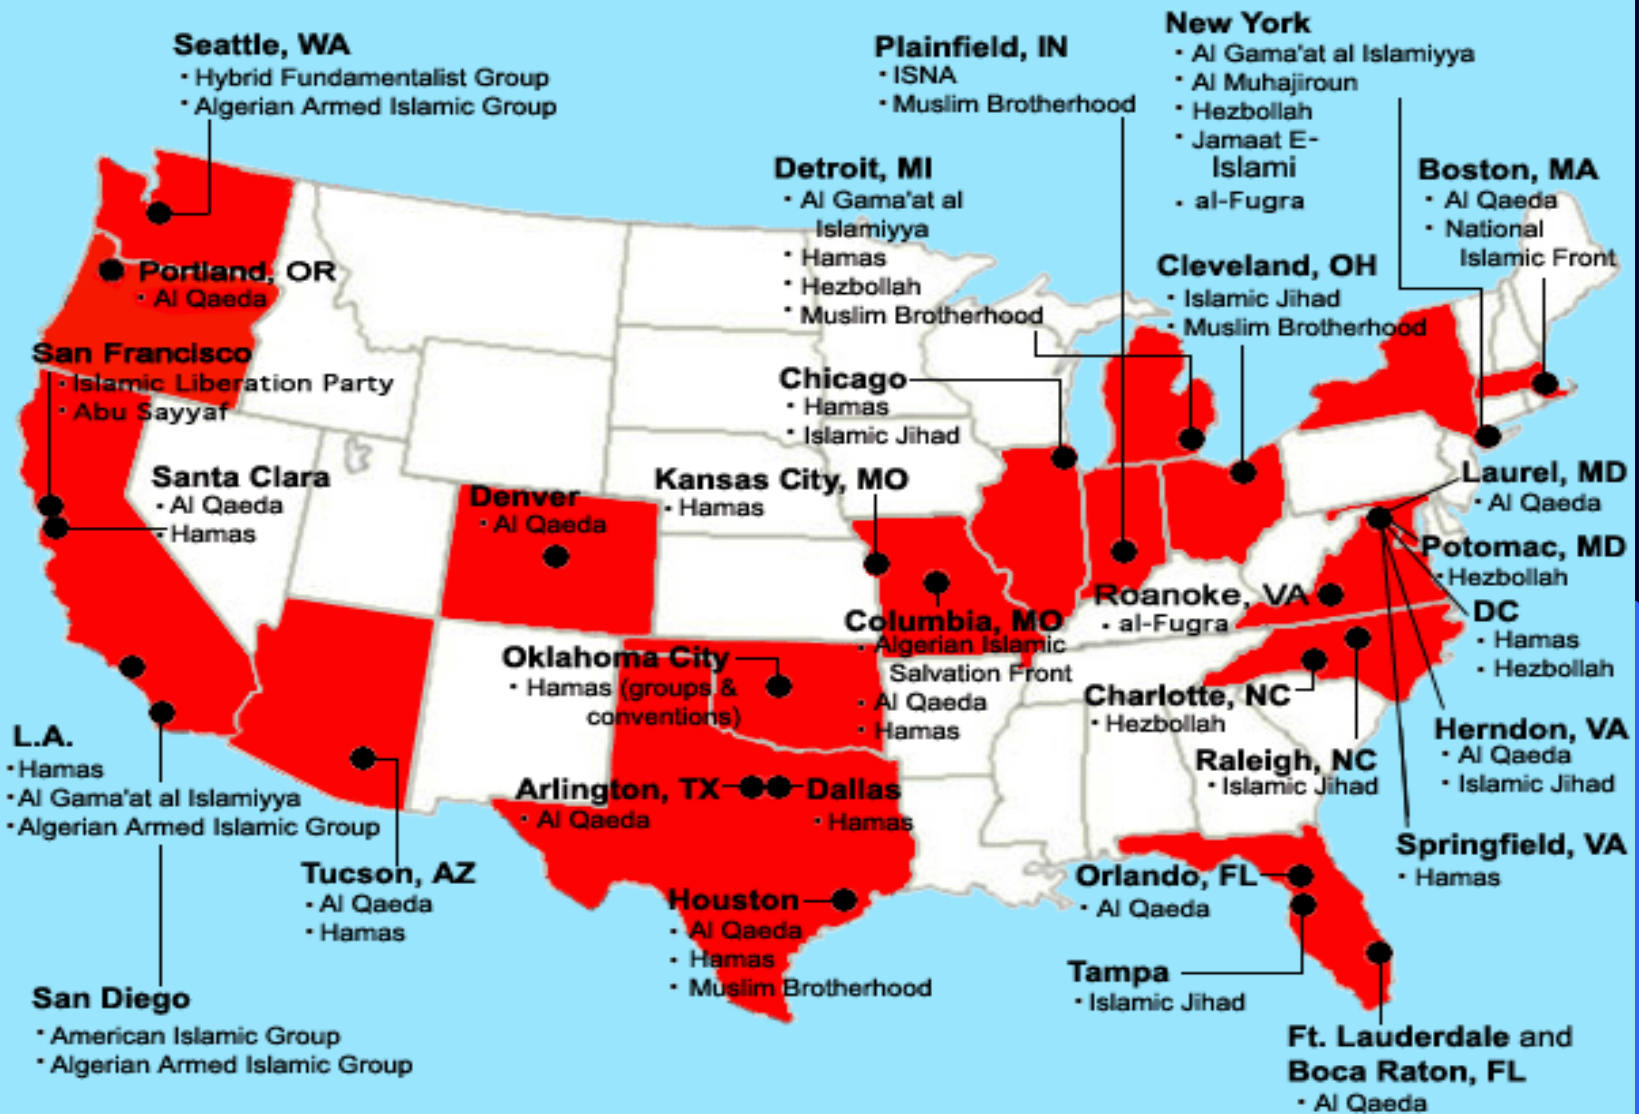 Seattle, WA
· Hybrid Fundamentalist Group
· Algerian Armed Islamic Group
Portland, OR
· Al Qaeda
San Francisco
· Islamic Liberation Party
· Abu Sayyaf
Santa Clara
· Al Qaeda
· Hamas
L.A.
· Hamas
· Al Gama'at al Islamiyya
· Algerian Armed Islamic Group
San Diego
· American Islamic Group
· Algerian Armed Islamic Group
Tucson, AZ
· Al Qaeda
· Hamas
Denver
· Al Qaeda
Oklahoma City
· Hamas (groups &
conventions)
Arlington, TX
· Al Qaeda
Dallas
· Hamas
Houston
· Al Qaeda
· Hamas
· Muslim Brotherhood
Kansas City, MO
· Hamas
Columbia, MO
· Algerian Islamic
Salvation Front
· Al Qaeda
· Hamas
Chicago
· Hamas
· Islamic Jihad
Detroit, MI
· Al Gama'at al
Islamiyya
· Hamas
· Hezbollah
· Muslim Brotherhood
Plainfield, IN
· ISNA
· Muslim Brotherhood
Cleveland, OH
· Islamic Jihad
· Muslim Brotherhood
New York
· Al Gama'at al Islamiyya
· Al Muhajiroun
· Hezbollah
· Jamaat E-
Islami
· al-Fugra
Boston, MA
· Al Qaeda
· National
Islamic Front
Laurel, MD
· Al Qaeda
Potomac, MD
· Hezbollah
DC
· Hamas
· Hezbollah
Herndon, VA
· Al Qaeda
· Islamic Jihad
Springfield, VA
· Hamas
Roanoke, VA
· al-Fugra
Charlotte, NC
· Hezbollah
Raleigh, NC
· Islamic Jihad
Orlando, FL
· Al Qaeda
Tampa
· Islamic Jihad
Ft. Lauderdale and
Boca Raton, FL
· Al Qaeda